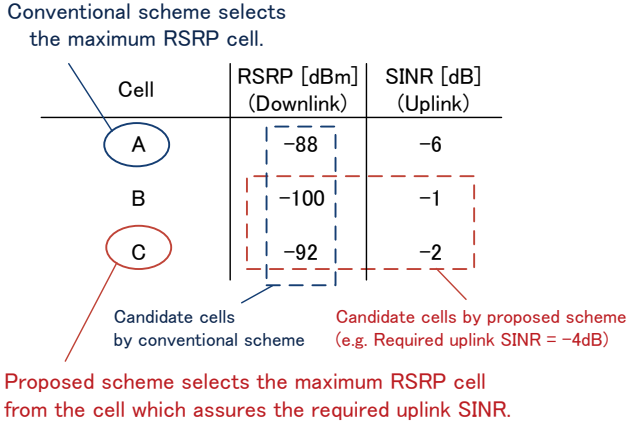 Conventional scheme selects
the maximum RSRP cell.
Cell
RSRP [dBm]
(Downlink)
SINR [dB]
(Uplink)
A −88 −6
B −100 −1
C −92 −2
Candidate cells
by conventional scheme
Candidate cells by proposed scheme
(e.g. Required uplink SINR = −4dB)
Proposed scheme selects the maximum RSRP cell
from the cell which assures the required uplink SINR.